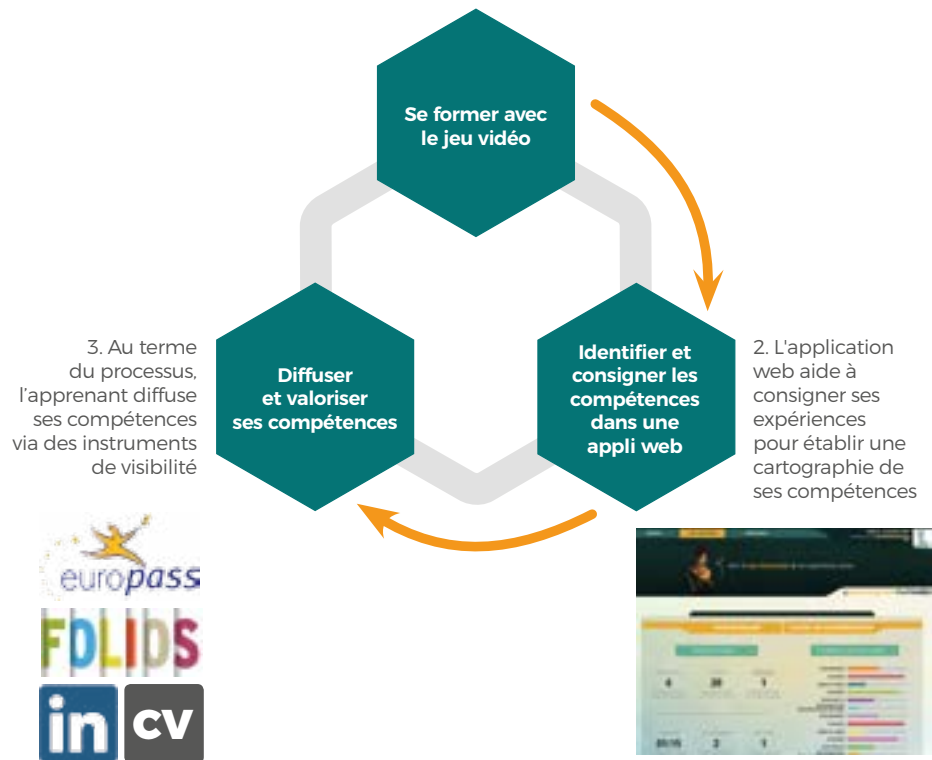 Se former avec
le jeu vidéo
3. Au terme
du processus,
l'apprenant diffuse
ses compétences
via des instruments
de visibilité
Diffuser
et valoriser
ses compétences
Identifier et
consigner les
compétences
dans une
appli web
2. L'application
web aide à
consigner ses
expériences
pour établir une
cartographie de
ses compétences
europass
FOLIOS
in
cv